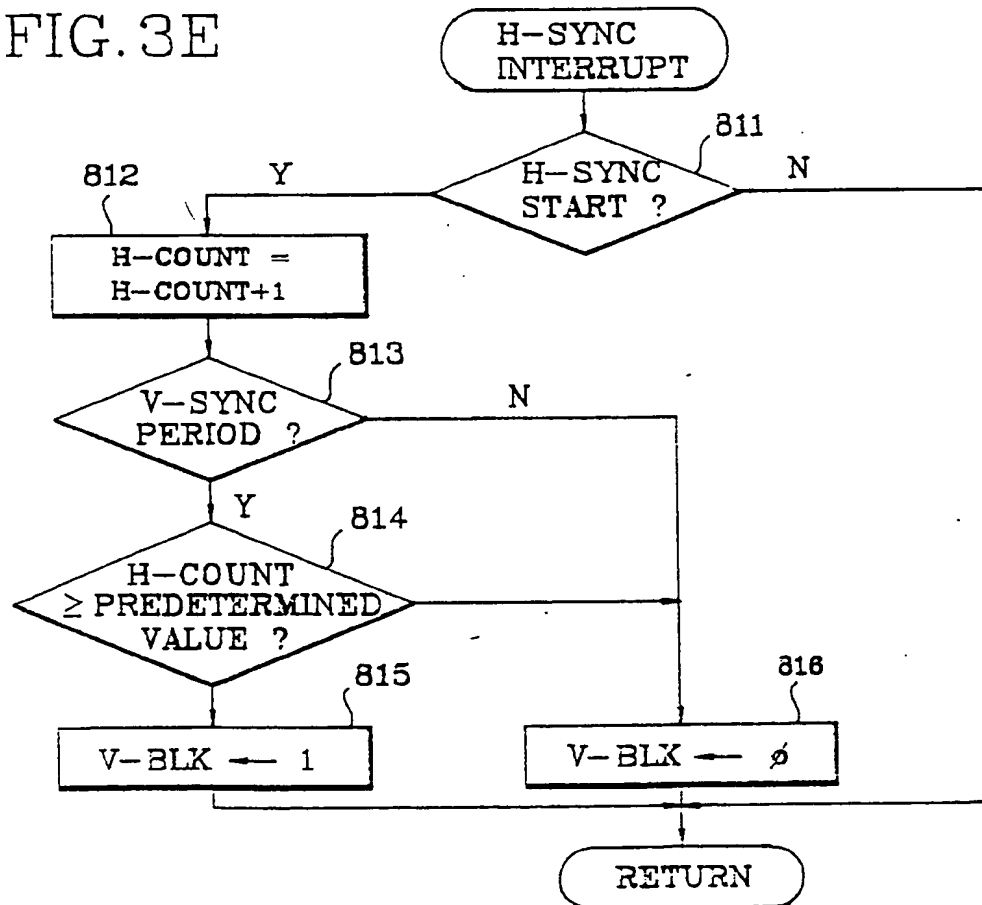 FIG. 3E
H-SYNC
INTERRUPT
811
H-SYNC
START ?
N
Y
812
H-COUNT =
H-COUNT+1
813
V-SYNC
PERIOD ?
N
Y
814
H-COUNT
≥ PREDETERMINED
VALUE ?
815
V-BLK ← 1
816
V-BLK ← ø
RETURN